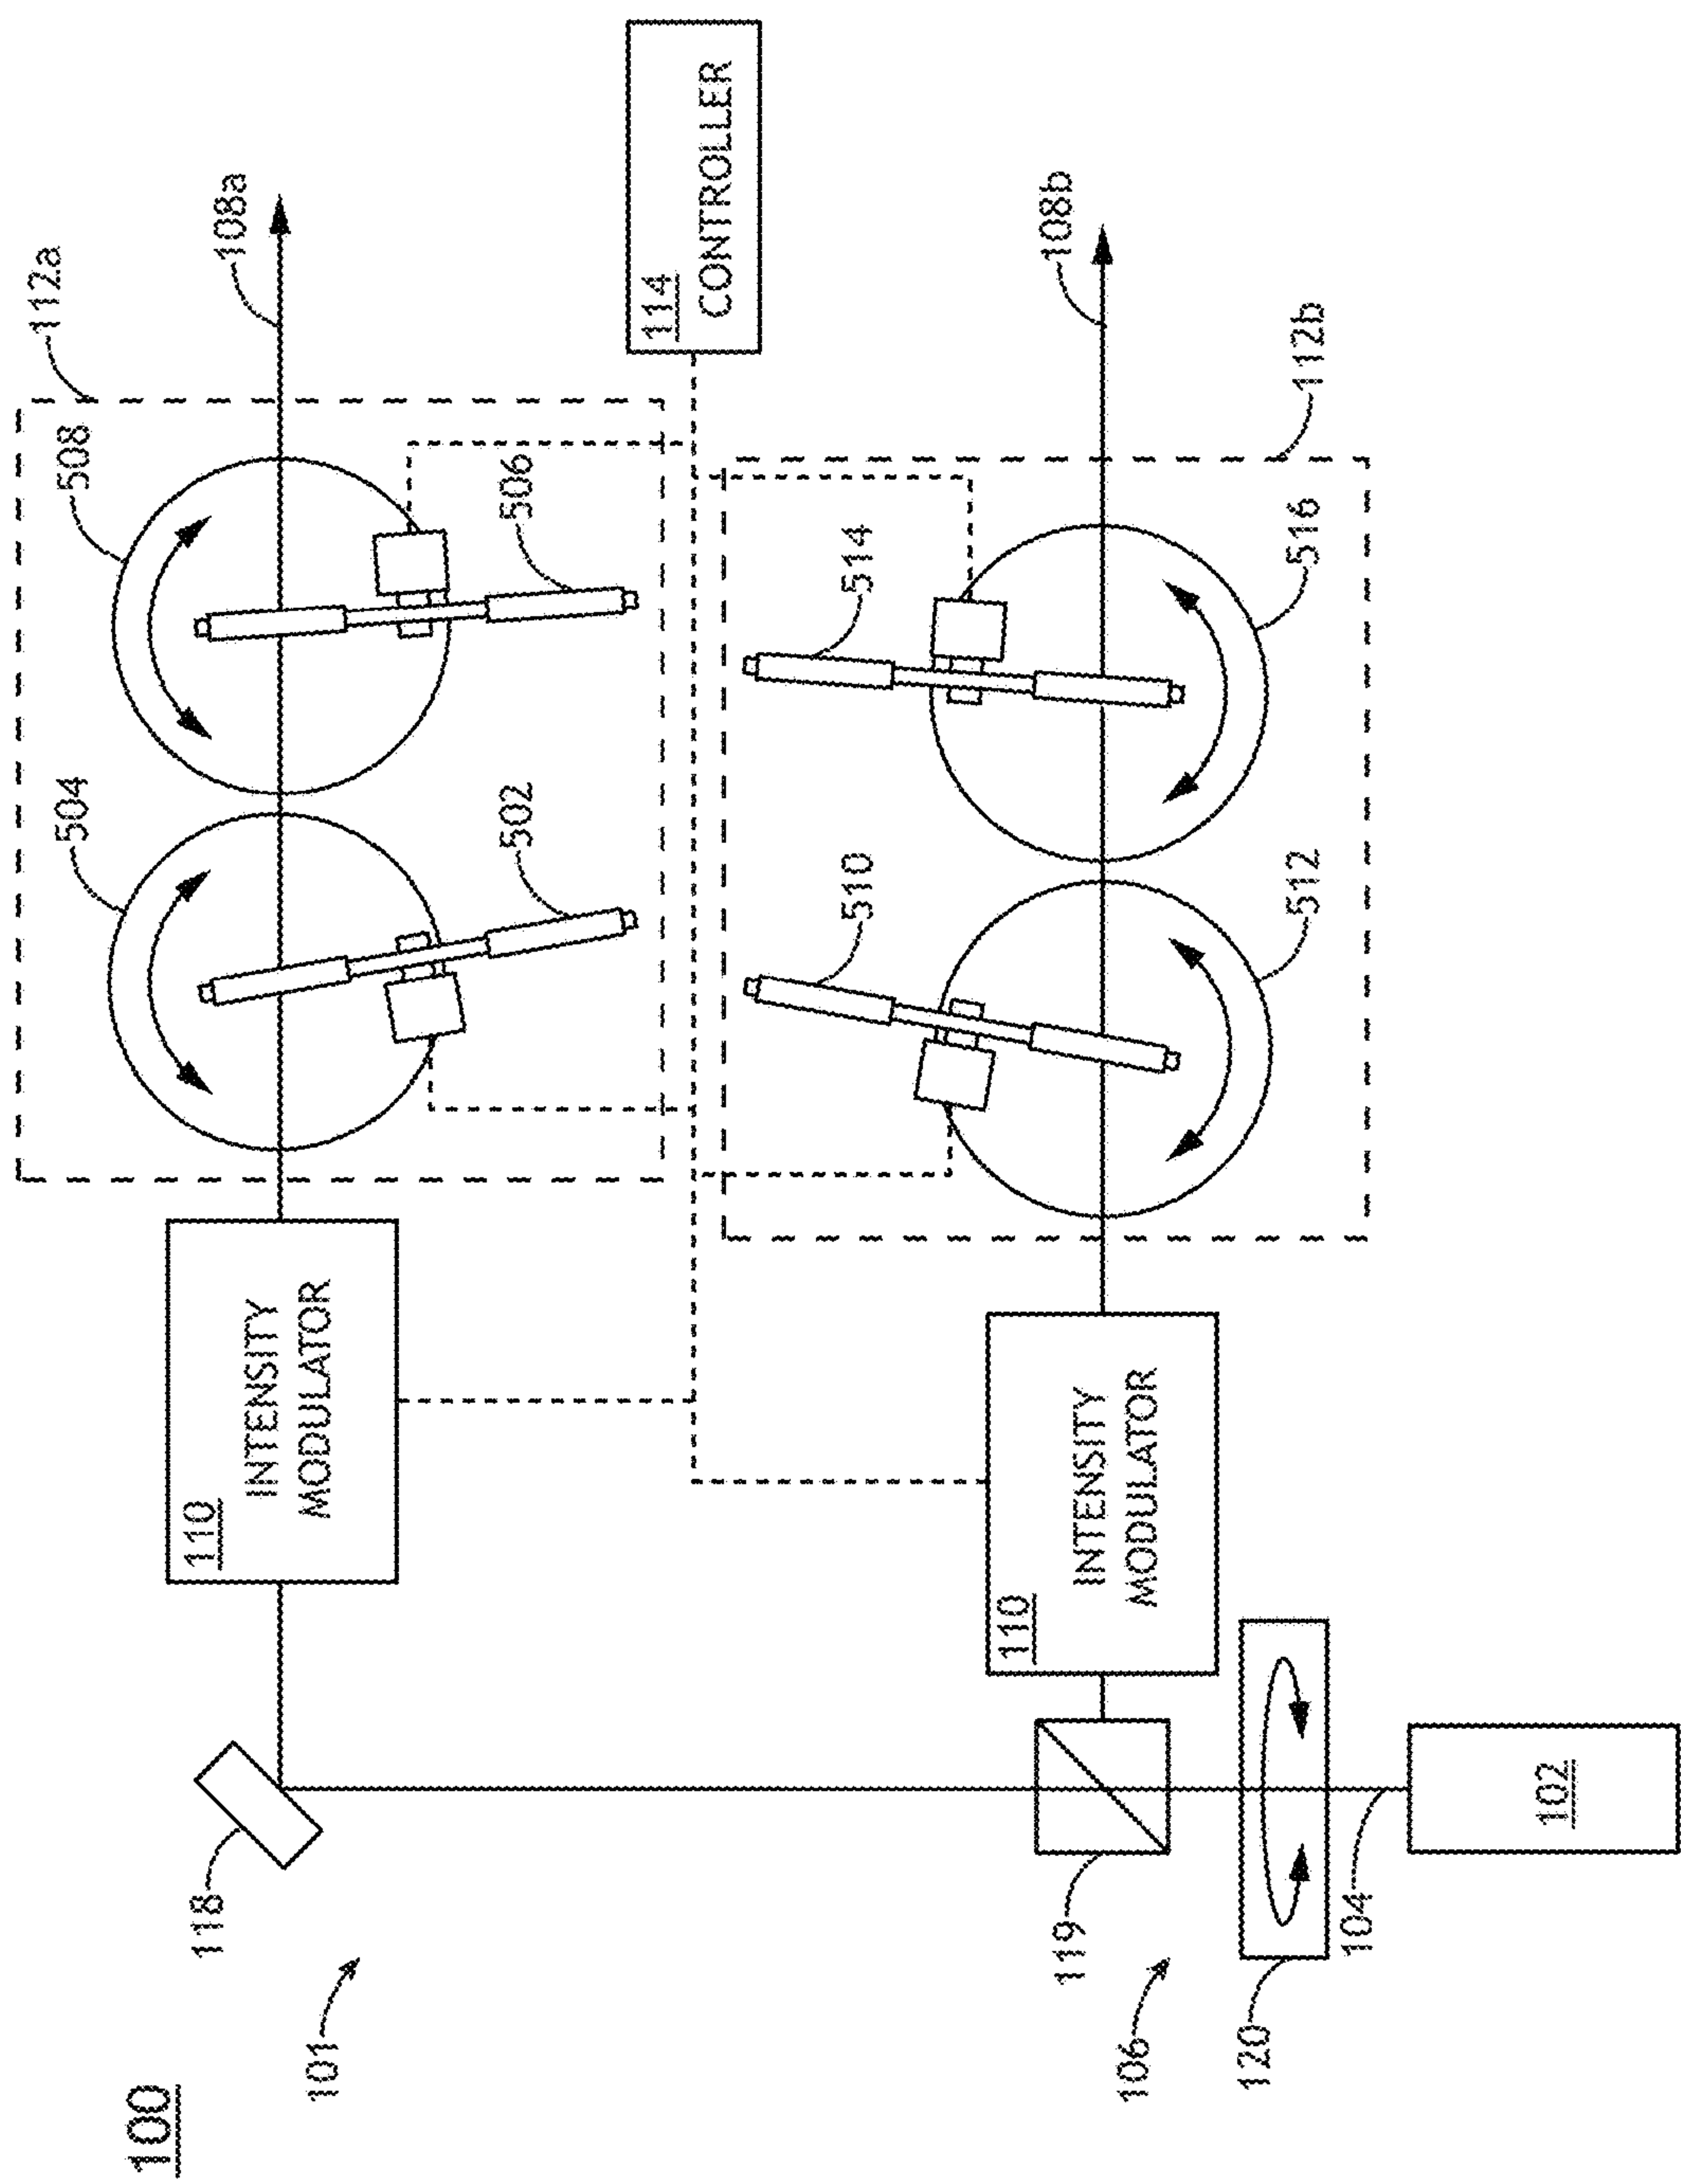 100
101
118
110
INTENSITY
MODULATOR
504
502
508
506
112a
108a
114
CONTROLLER
106
119
120
104
102
110
INTENSITY
MODULATOR
510
512
514
516
112b
108b